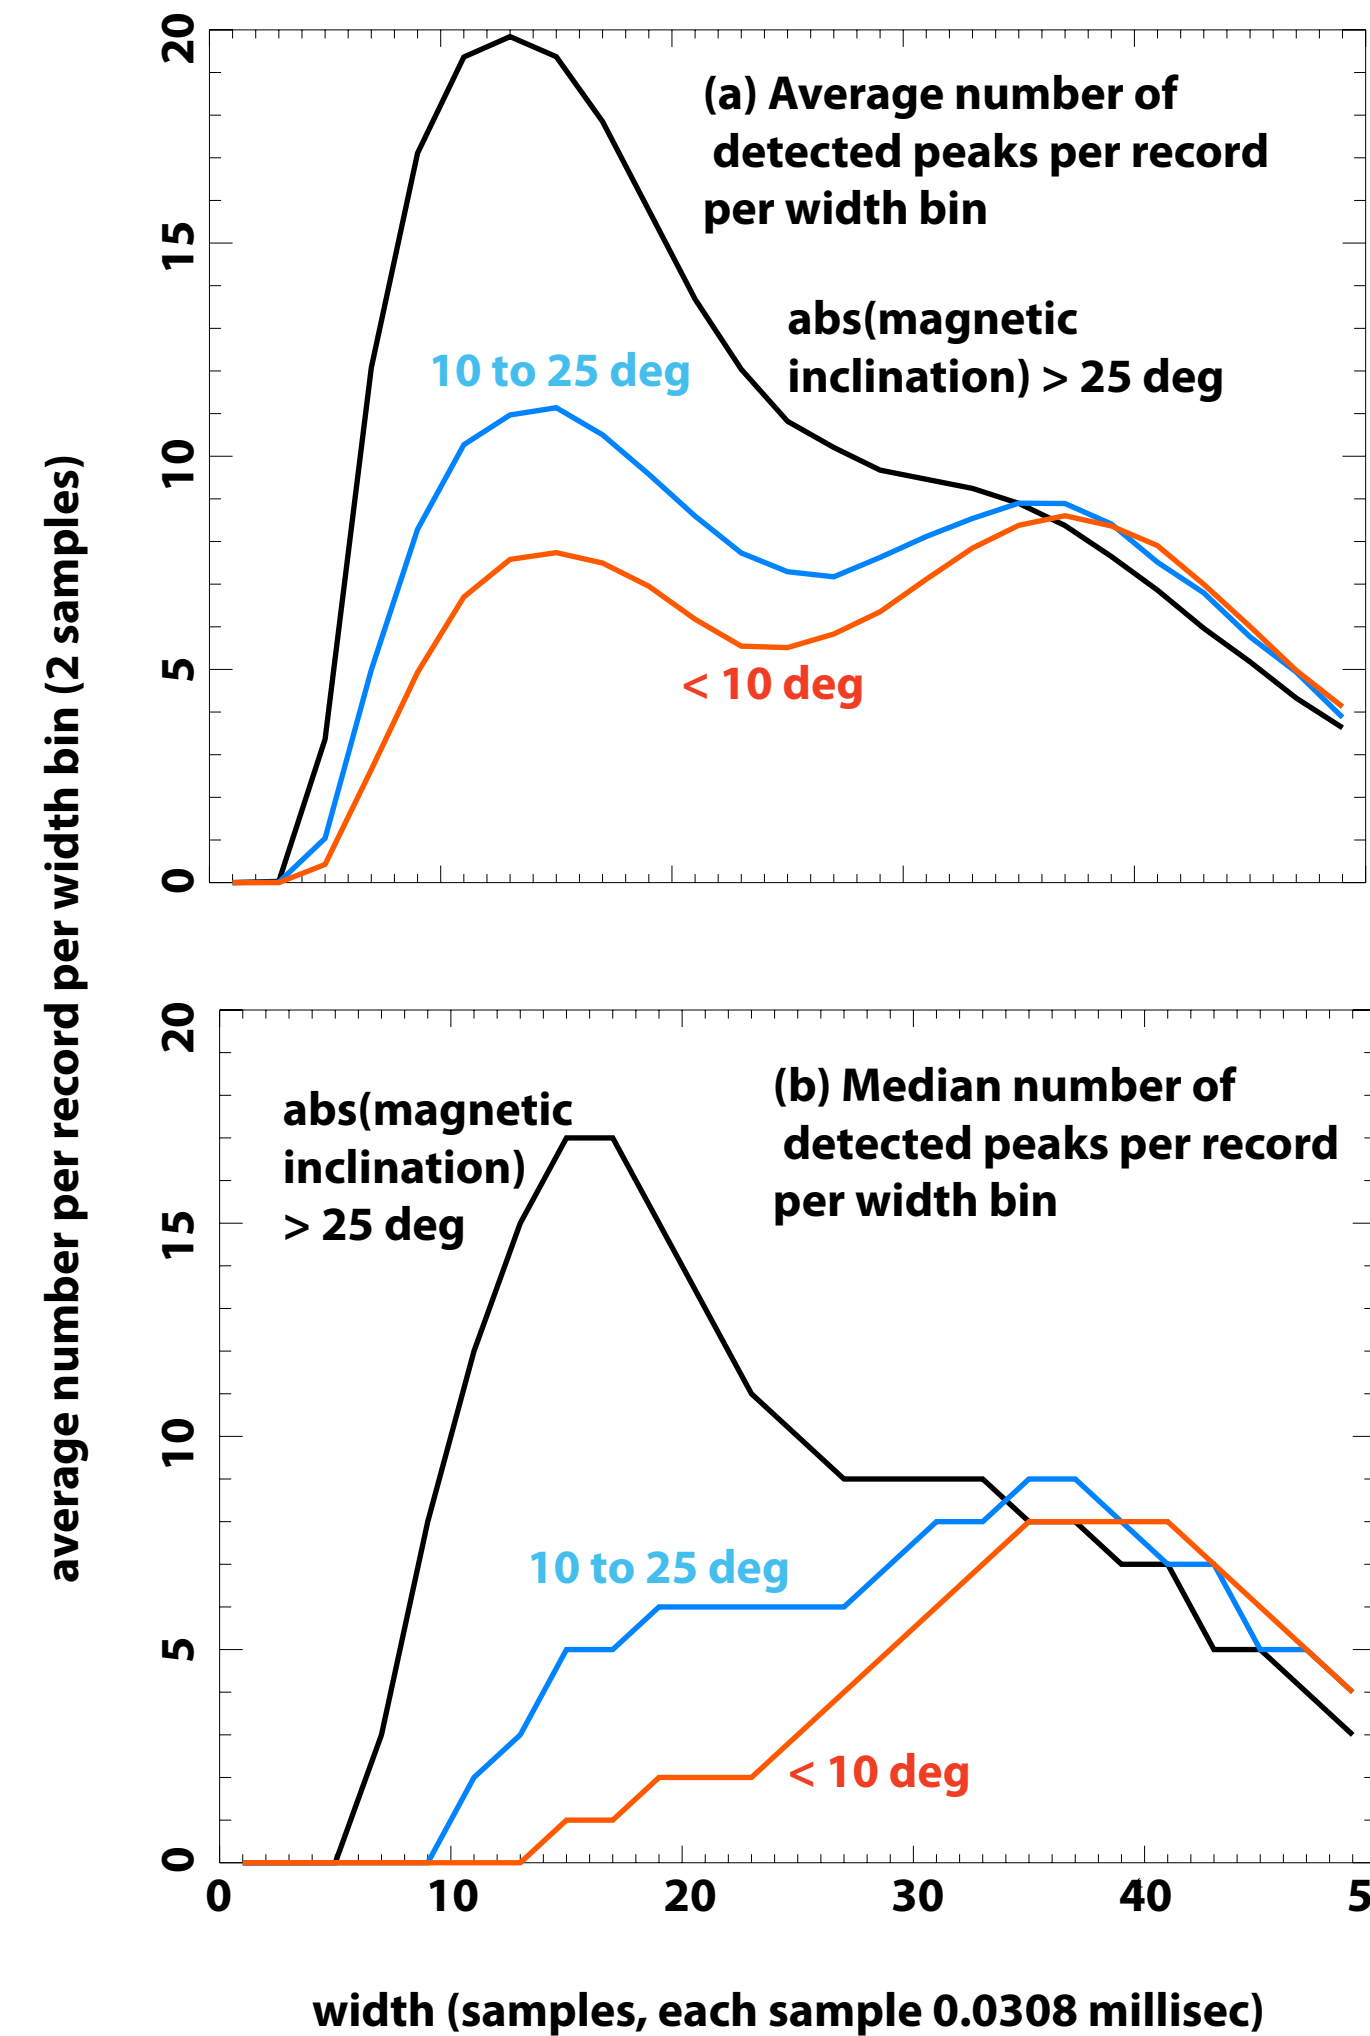 average number per record per width bin (2 samples)
20
15
10
5
0
(a) Average number of
detected peaks per record
per width bin
abs(magnetic
inclination) > 25 deg
10 to 25 deg
< 10 deg
20
15
10
5
0
abs(magnetic
inclination)
> 25 deg
(b) Median number of
detected peaks per record
per width bin
10 to 25 deg
< 10 deg
0 10 20 30 40 5
width (samples, each sample 0.0308 millisec)